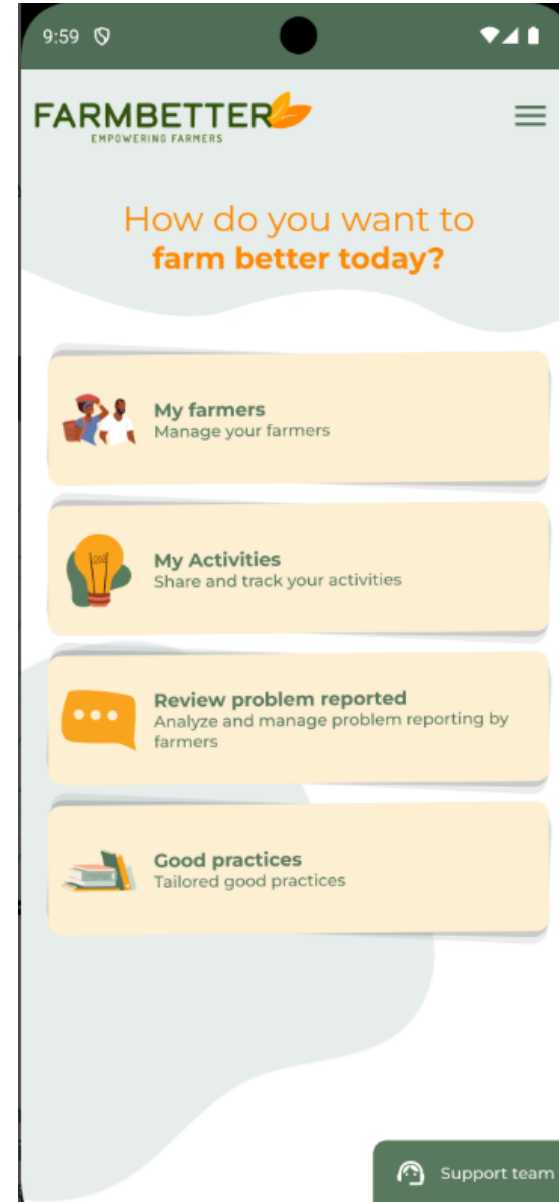 9:59
FARMBETTER
EMPOWERING FARMERS
How do you want to
farm better today?
My farmers
Manage your farmers
My Activities
Share and track your activities
Review problem reported
Analyze and manage problem reporting by
farmers
Good practices
Tailored good practices
Support team